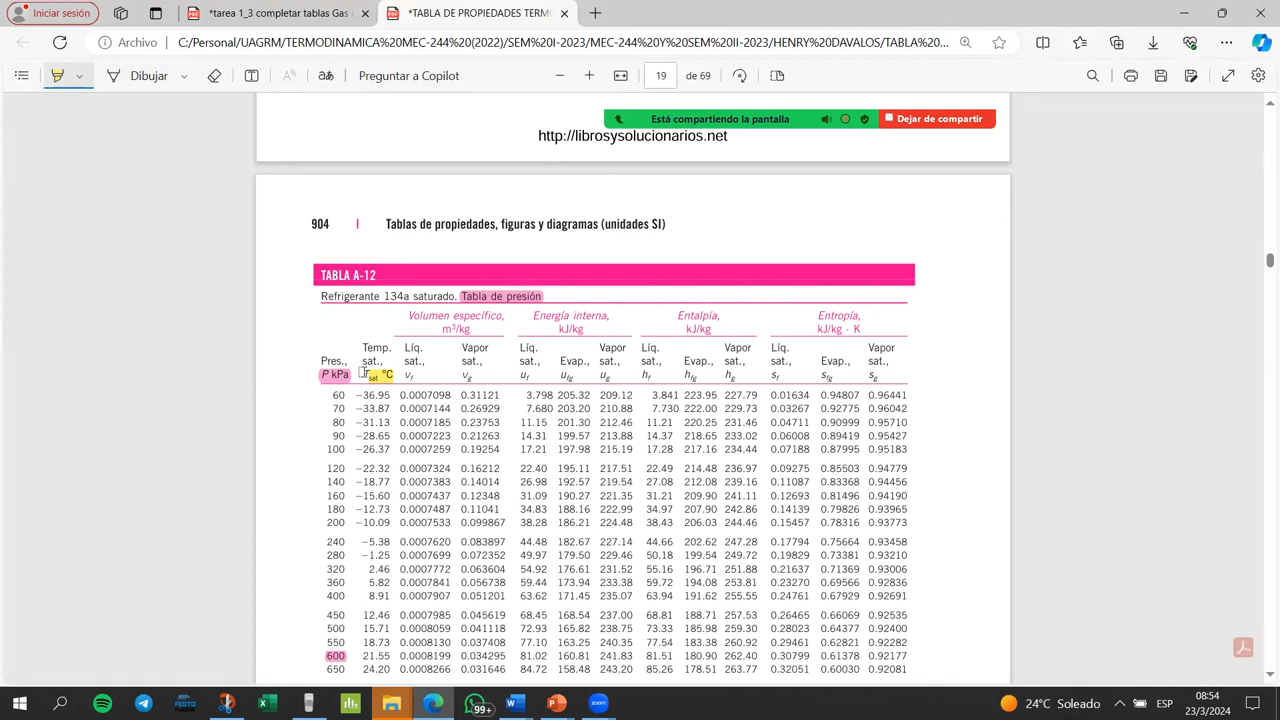 Iniciar sesión
*tarea 1_3 completar tablas Gas i
*TABLA DE PROPIEDADES TERMO
Archivo
C:/Personal/UAGRM/TERMODINAMICA%20MEC-244%20(2022)/SEM%20I-2023/MEC-244%20Y%20SEM%20II-2023/HENRY%20DAVALOS/TABLA%20...
Dibujar
Preguntar a Copilot
19
de 69
Está compartiendo la pantalla
Dejar de compartir
http://librosysolucionarios.net
904 | Tablas de propiedades, figuras y diagramas (unidades SI)
TABLA A-12
Refrigerante 134a saturado. Tabla de presión
Volumen específico, Energía interna, Entalpía, Entropía,
m³/kg kJ/kg kJ/kg kJ/kg · K
Temp. Líq. Vapor Líq. Vapor Líq. Vapor Líq. Vapor
Pres., sat., sat., sat., sat., Evap., sat., sat., Evap., sat., sat., Evap., sat.,
P kPa Tsat °C vf vg uf ufg ug hf hfg hg sf sfg sg
60 −36.95 0.0007098 0.31121 3.798 205.32 209.12 3.841 223.95 227.79 0.01634 0.94807 0.96441
70 −33.87 0.0007144 0.26929 7.680 203.20 210.88 7.730 222.00 229.73 0.03267 0.92775 0.96042
80 −31.13 0.0007185 0.23753 11.15 201.30 212.46 11.21 220.25 231.46 0.04711 0.90999 0.95710
90 −28.65 0.0007223 0.21263 14.31 199.57 213.88 14.37 218.65 233.02 0.06008 0.89419 0.95427
100 −26.37 0.0007259 0.19254 17.21 197.98 215.19 17.28 217.16 234.44 0.07188 0.87995 0.95183
120 −22.32 0.0007324 0.16212 22.40 195.11 217.51 22.49 214.48 236.97 0.09275 0.85503 0.94779
140 −18.77 0.0007383 0.14014 26.98 192.57 219.54 27.08 212.08 239.16 0.11087 0.83368 0.94456
160 −15.60 0.0007437 0.12348 31.09 190.27 221.35 31.21 209.90 241.11 0.12693 0.81496 0.94190
180 −12.73 0.0007487 0.11041 34.83 188.16 222.99 34.97 207.90 242.86 0.14139 0.79826 0.93965
200 −10.09 0.0007533 0.099867 38.28 186.21 224.48 38.43 206.03 244.46 0.15457 0.78316 0.93773
240 −5.38 0.0007620 0.083897 44.48 182.67 227.14 44.66 202.62 247.28 0.17794 0.75664 0.93458
280 −1.25 0.0007699 0.072352 49.97 179.50 229.46 50.18 199.54 249.72 0.19829 0.73381 0.93210
320 2.46 0.0007772 0.063604 54.92 176.61 231.52 55.16 196.71 251.88 0.21637 0.71369 0.93006
360 5.82 0.0007841 0.056738 59.44 173.94 233.38 59.72 194.08 253.81 0.23270 0.69566 0.92836
400 8.91 0.0007907 0.051201 63.62 171.45 235.07 63.94 191.62 255.55 0.24761 0.67929 0.92691
450 12.46 0.0007985 0.045619 68.45 168.54 237.00 68.81 188.71 257.53 0.26465 0.66069 0.92535
500 15.71 0.0008059 0.041118 72.93 165.82 238.75 73.33 185.98 259.30 0.28023 0.64377 0.92400
550 18.73 0.0008130 0.037408 77.10 163.25 240.35 77.54 183.38 260.92 0.29461 0.62821 0.92282
600 21.55 0.0008199 0.034295 81.02 160.81 241.83 81.51 180.90 262.40 0.30799 0.61378 0.92177
650 24.20 0.0008266 0.031646 84.72 158.48 243.20 85.26 178.51 263.77 0.32051 0.60030 0.92081
99+
24°C Soleado
ESP
08:54
23/3/2024